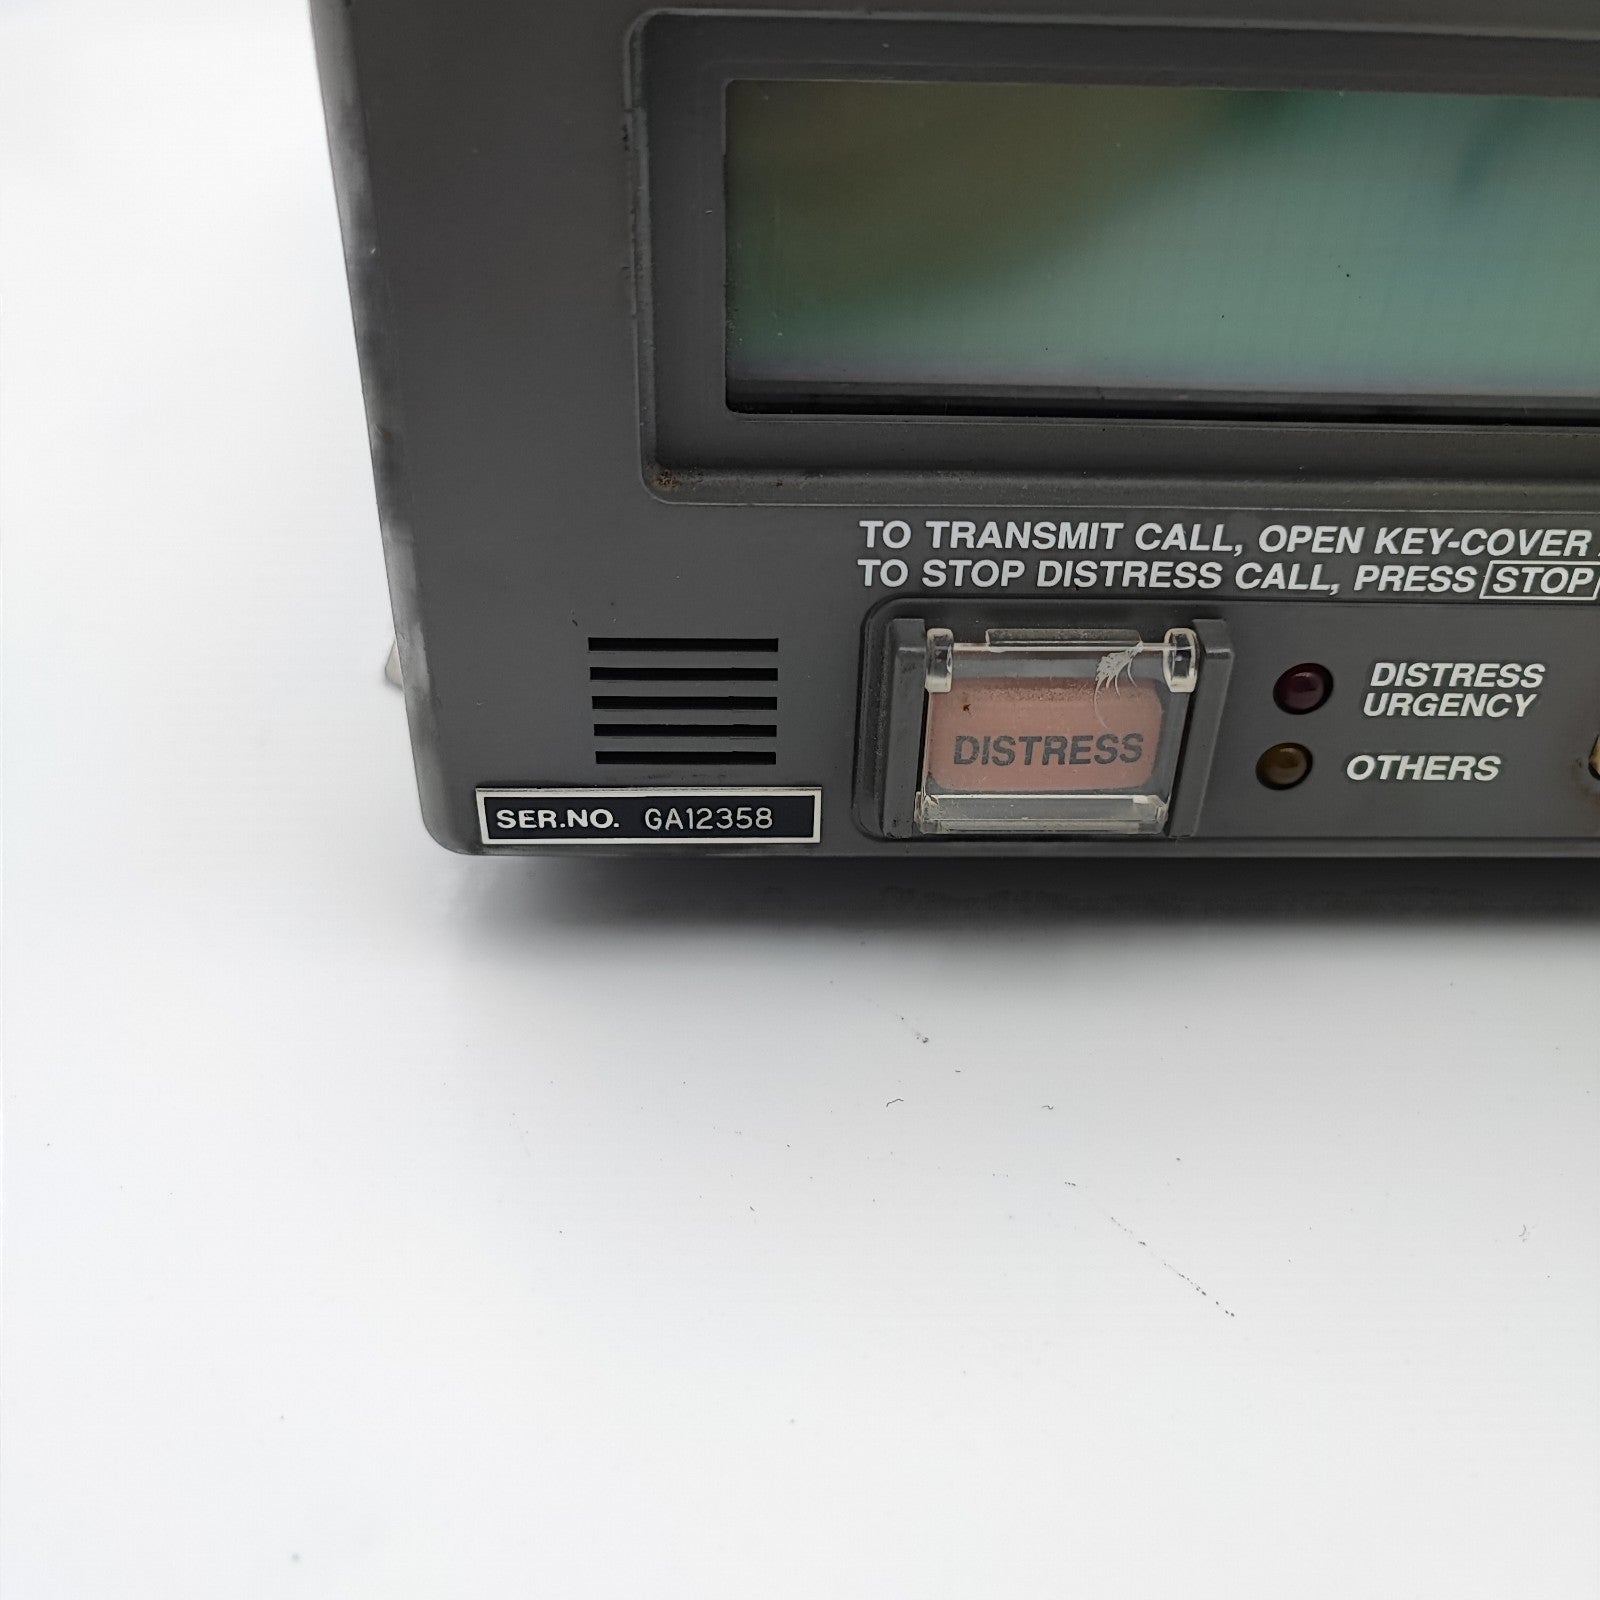 TO TRANSMIT CALL, OPEN KEY-COVER
TO STOP DISTRESS CALL, PRESS STOP
DISTRESS
DISTRESS
URGENCY
OTHERS
SER.NO. GA12358